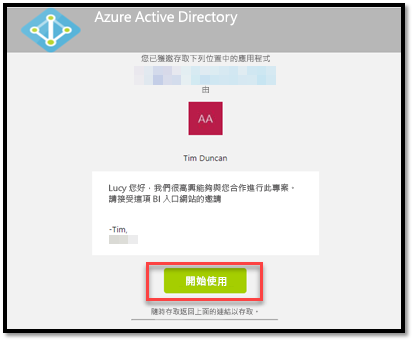 Azure Active Directory
您已獲邀存取下列位置中的應用程式
由
AA
Tim Duncan
Lucy 您好，我們很高興能夠與您合作進行此專案。
請接受這項 BI 入口網站的邀請
-Tim,
開始使用
隨時存取返回上面的連結以存取。